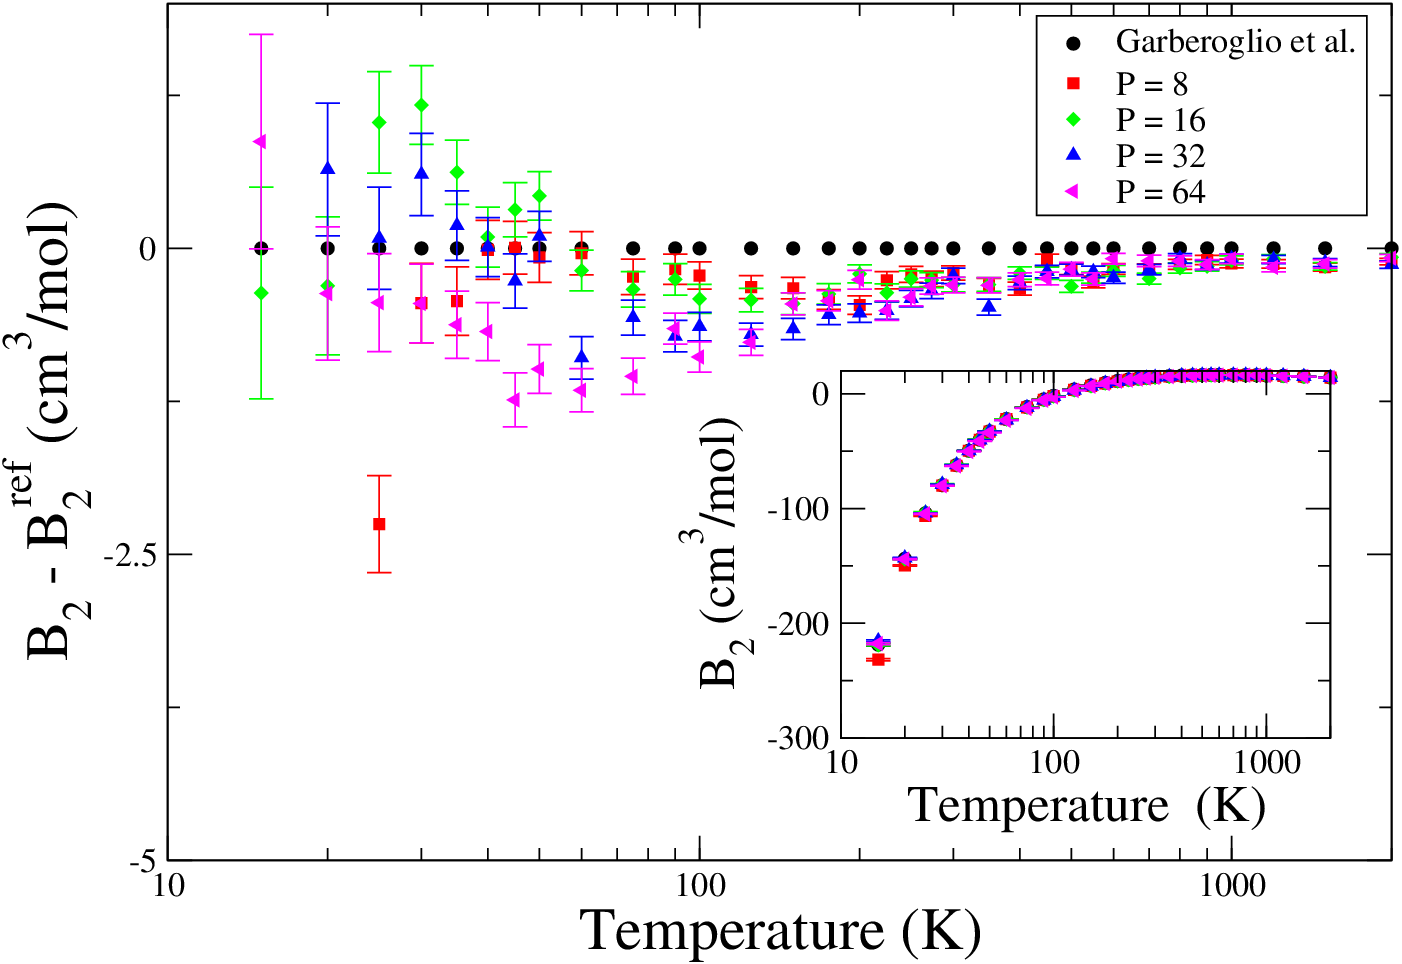 Garberoglio et al.
P = 8
P = 16
P = 32
P = 64
B₂ - B₂ʳᵉᶠ (cm³/mol)
0
-2.5
-5
10
100
1000
Temperature (K)
B₂ (cm³/mol)
0
-100
-200
-300
10
100
1000
Temperature (K)